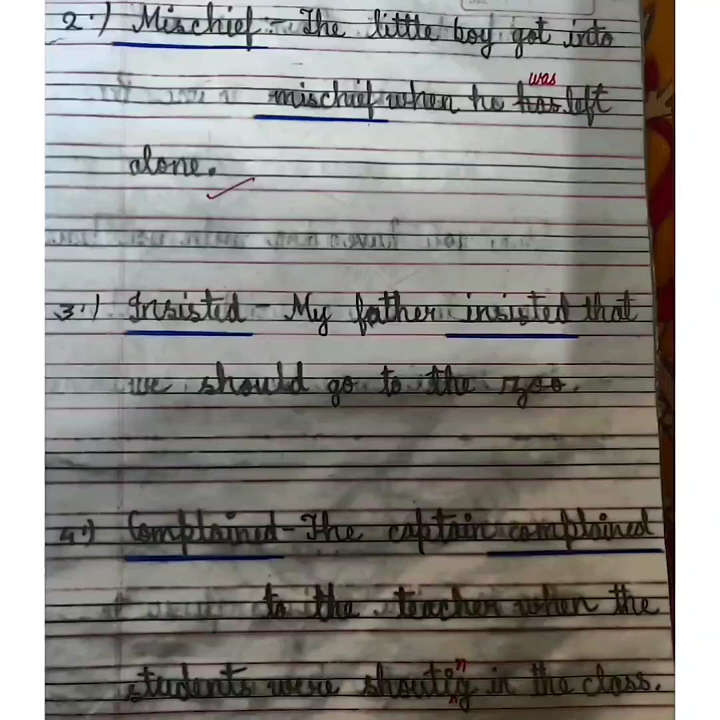 2.) Mischief - The little boy got into
was
mischief when he has left
alone.
3.) Insisted - My father insisted that
we should go to the zoo.
4.) Complained - The captain complained
to the teacher when the
n
students were shoutig in the class.
n